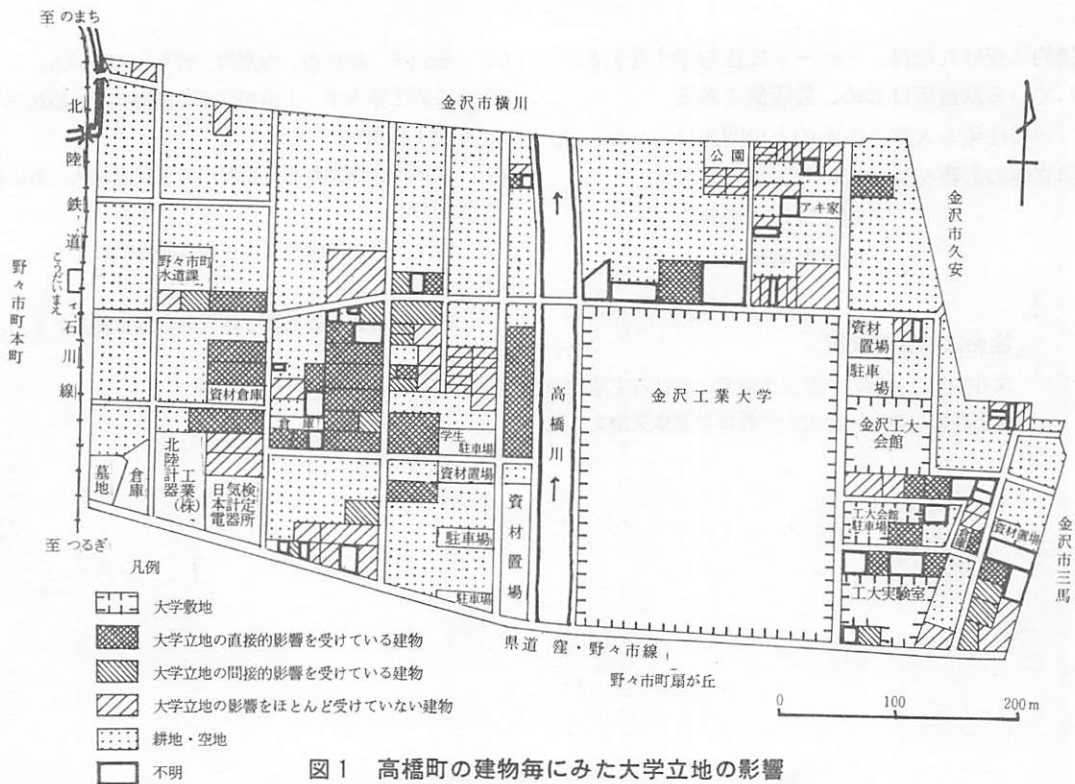 至 のまち
金沢市横川
北陸鉄道石川線
公園
アキ家
金沢市久安
野々市町本町
こうだいまえ
野々市町
水道課
資材
置場
駐車
場
金沢工業大学
高橋川
資材倉庫
倉庫
学生
駐車場
金沢工大
会館
資材置場
墓地
倉庫
北陸計器
工業(株)
日本電気計器検定所
資材置場
工大会館
駐車場
資材置場
金沢市三馬
駐車場
工大実験室
至 つるぎ
駐車場
県道 窪・野々市線
野々市町扇が丘
凡例
大学敷地
大学立地の直接的影響を受けている建物
大学立地の間接的影響を受けている建物
大学立地の影響をほとんど受けていない建物
耕地・空地
不明
0 100 200m
図1 高橋町の建物毎にみた大学立地の影響